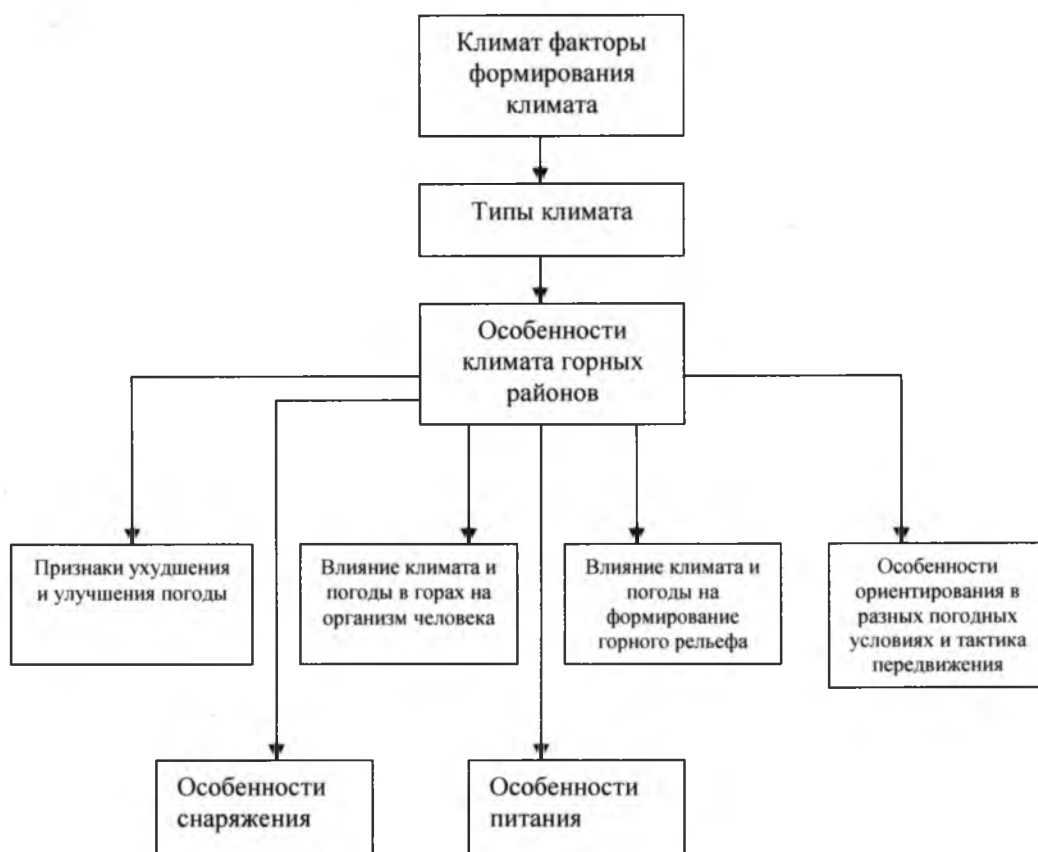 Климат факторы
формирования
климата
Типы климата
Особенности
климата горных
районов
Признаки ухудшения
и улучшения погоды
Влияние климата и
погоды в горах на
организм человека
Влияние климата и
погоды на
формирование
горного рельефа
Особенности
ориентирования в
разных погодных
условиях и тактика
передвижения
Особенности
снаряжения
Особенности
питания